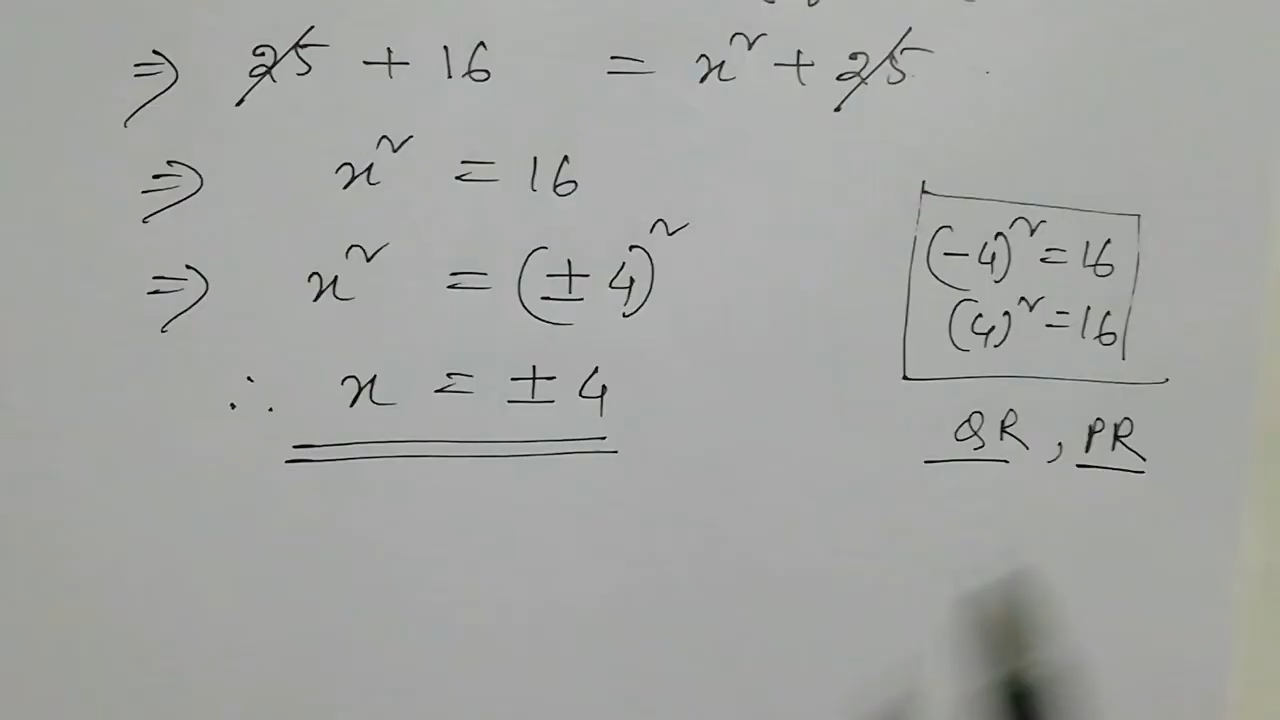 ⇒ 25 + 16 = x² + 25
⇒ x² = 16
⇒ x² = (± 4)²
∴ x = ± 4
(-4)² = 16
(4)² = 16
QR, PR